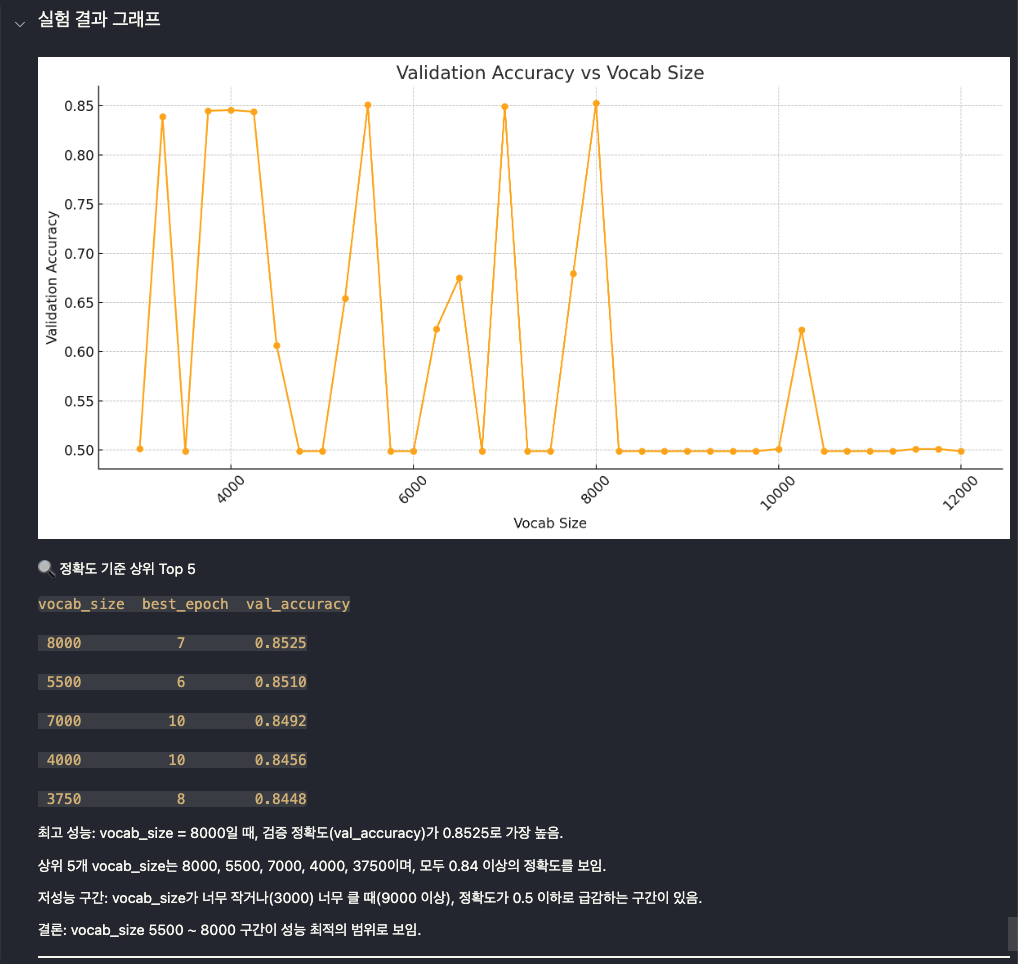 실험 결과 그래프
Validation Accuracy vs Vocab Size
0.85
0.80
0.75
0.70
0.65
0.60
0.55
0.50
Validation Accuracy
4000
6000
8000
10000
12000
Vocab Size
🔍 정확도 기준 상위 Top 5
vocab_size best_epoch val_accuracy
8000 7 0.8525
5500 6 0.8510
7000 10 0.8492
4000 10 0.8456
3750 8 0.8448
최고 성능: vocab_size = 8000일 때, 검증 정확도(val_accuracy)가 0.8525로 가장 높음.
상위 5개 vocab_size는 8000, 5500, 7000, 4000, 3750이며, 모두 0.84 이상의 정확도를 보임.
저성능 구간: vocab_size가 너무 작거나(3000) 너무 클 때(9000 이상), 정확도가 0.5 이하로 급감하는 구간이 있음.
결론: vocab_size 5500 ~ 8000 구간이 성능 최적의 범위로 보임.